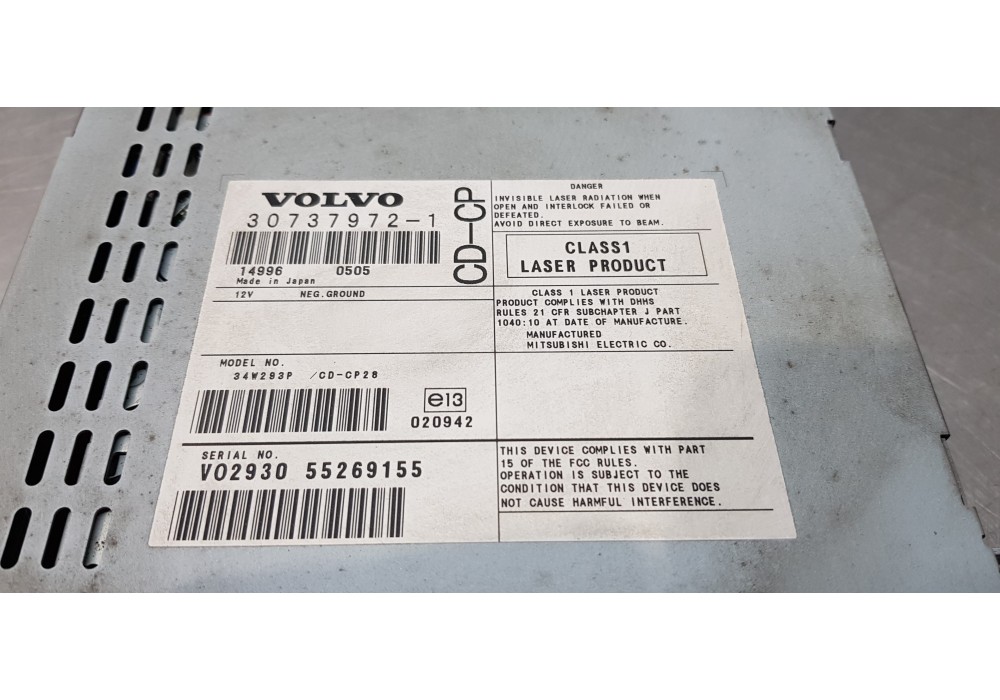 VOLVO
30737972-1
14996 0505
Made in Japan
CD-CP
12V NEG.GROUND
MODEL NO.
34W293P /CD-CP28
e13
020942
SERIAL NO.
VO2930 55269155
DANGER
INVISIBLE LASER RADIATION WHEN
OPEN AND INTERLOCK FAILED OR
DEFEATED.
AVOID DIRECT EXPOSURE TO BEAM.
CLASS1
LASER PRODUCT
CLASS 1 LASER PRODUCT
PRODUCT COMPLIES WITH DHHS
RULES 21 CFR SUBCHAPTER J PART
1040:10 AT DATE OF MANUFACTURE.
MANUFACTURED
MITSUBISHI ELECTRIC CO.
THIS DEVICE COMPLIES WITH PART
15 OF THE FCC RULES.
OPERATION IS SUBJECT TO THE
CONDITION THAT THIS DEVICE DOES
NOT CAUSE HARMFUL INTERFERENCE.